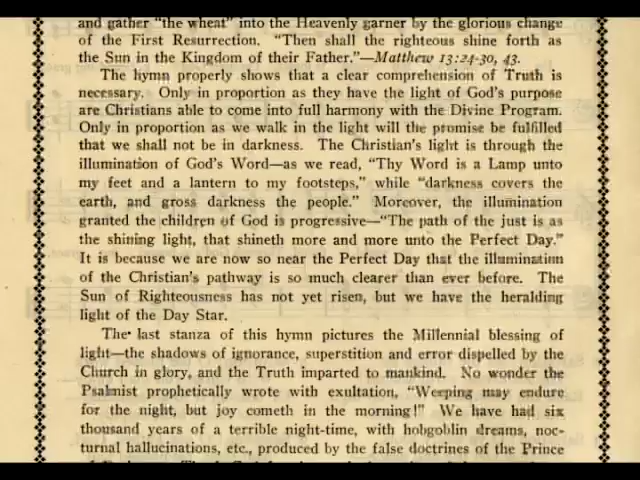 and gather "the wheat" into the Heavenly garner by the glorious change
of the First Resurrection. "Then shall the righteous shine forth as
the Sun in the Kingdom of their Father."—Matthew 13:24-30, 43.
The hymn properly shows that a clear comprehension of Truth is
necessary. Only in proportion as they have the light of God's purpose
are Christians able to come into full harmony with the Divine Program.
Only in proportion as we walk in the light will the promise be fulfilled
that we shall not be in darkness. The Christian's light is through the
illumination of God's Word—as we read, "Thy Word is a Lamp unto
my feet and a lantern to my footsteps," while "darkness covers the
earth, and gross darkness the people." Moreover, the illumination
granted the children of God is progressive—"The path of the just is as
the shining light, that shineth more and more unto the Perfect Day."
It is because we are now so near the Perfect Day that the illumination
of the Christian's pathway is so much clearer than ever before. The
Sun of Righteousness has not yet risen, but we have the heralding
light of the Day Star.
The last stanza of this hymn pictures the Millennial blessing of
light—the shadows of ignorance, superstition and error dispelled by the
Church in glory, and the Truth imparted to mankind. No wonder the
Psalmist prophetically wrote with exultation, "Weeping may endure
for the night, but joy cometh in the morning!" We have had six
thousand years of a terrible night-time, with hobgoblin dreams, noc-
turnal hallucinations, etc., produced by the false doctrines of the Prince